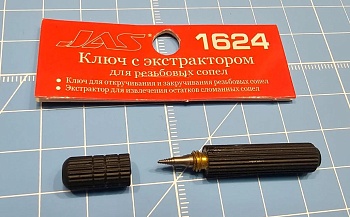 JAS® 1624
Ключ с экстрактором
для резьбовых сопел
• Ключ для откручивания и закручивания резьбовых сопел
• Экстрактор для извлечения остатков сломанных сопел